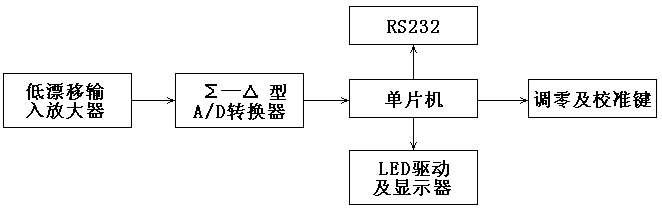 RS232
低漂移输
入放大器
Σ—Δ 型
A/D转换器
单片机
调零及校准键
LED驱动
及显示器